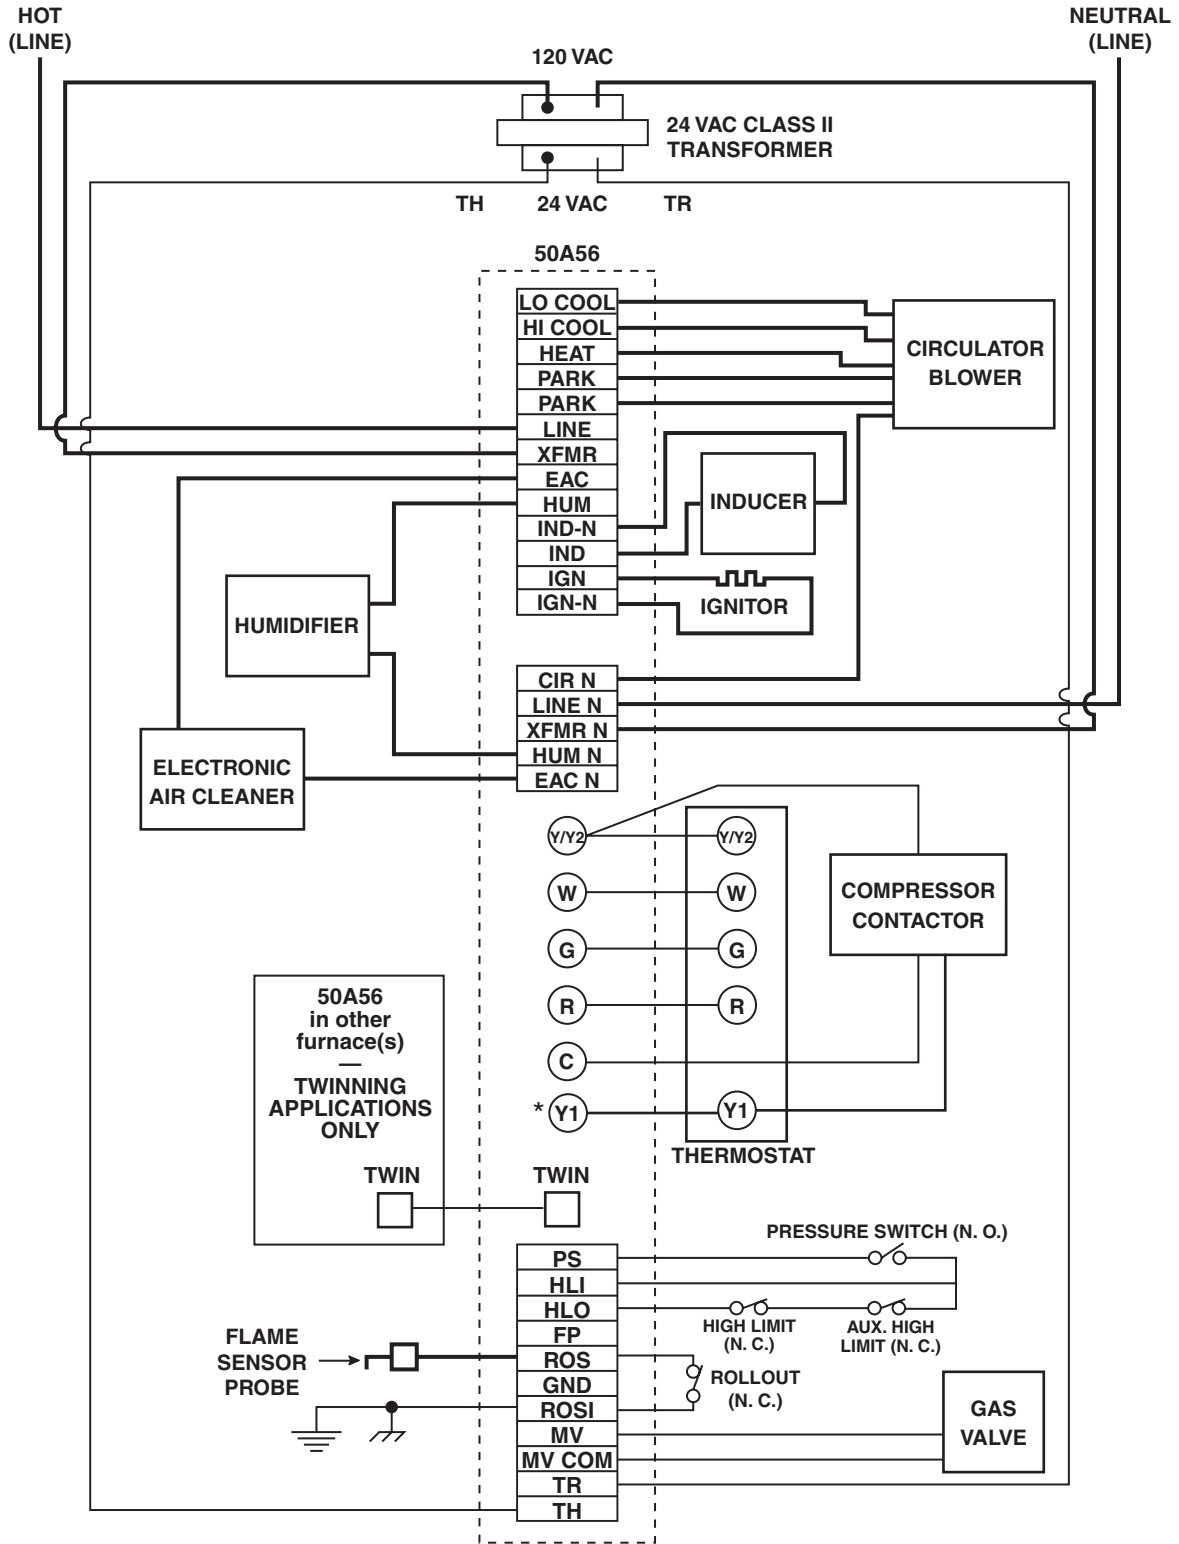 HOT
(LINE)
NEUTRAL
(LINE)
120 VAC
24 VAC CLASS II
TRANSFORMER
TH
24 VAC
TR
50A56
LO COOL
HI COOL
HEAT
PARK
PARK
LINE
XFMR
EAC
HUM
IND-N
IND
IGN
IGN-N
CIRCULATOR
BLOWER
INDUCER
IGNITOR
HUMIDIFIER
CIR N
LINE N
XFMR N
HUM N
EAC N
ELECTRONIC
AIR CLEANER
Y/Y2
Y/Y2
W
W
G
G
R
R
C
* Y1
Y1
COMPRESSOR
CONTACTOR
THERMOSTAT
50A56
in other
furnace(s)
—
TWINNING
APPLICATIONS
ONLY
TWIN
TWIN
PRESSURE SWITCH (N. O.)
PS
HLI
HLO
FP
ROS
GND
ROSI
MV
MV COM
TR
TH
HIGH LIMIT
(N. C.)
AUX. HIGH
LIMIT (N. C.)
FLAME
SENSOR
PROBE
ROLLOUT
(N. C.)
GAS
VALVE